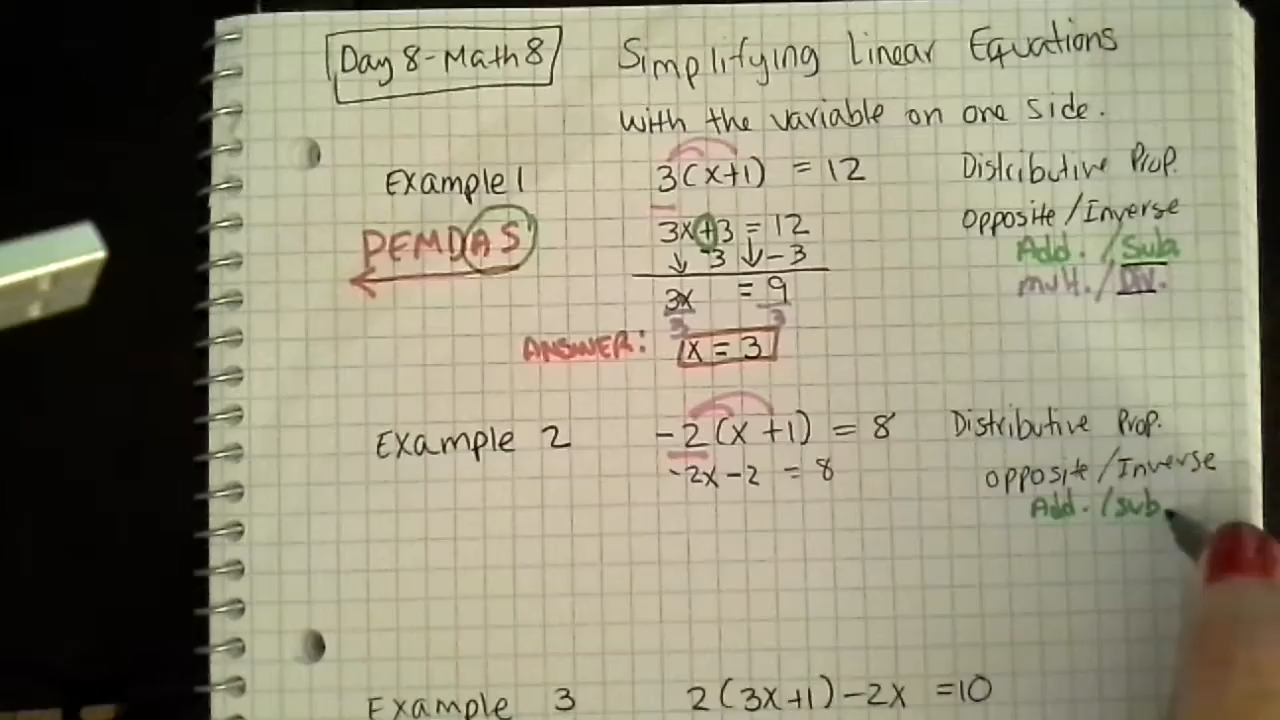 Day 8-Math 8
Simplifying Linear Equations
with the variable on one side.
Example 1
3(x+1) = 12
Distributive Prop.
3x+3 = 12
Opposite/Inverse
PEMDAS
↓ -3 ↓ -3
Add. / Sub.
3x = 9
mult. / Div.
3 3
ANSWER: x = 3
Example 2
-2(x+1) = 8
Distributive Prop.
-2x-2 = 8
opposite/Inverse
Add. /sub.
Example 3
2(3x+1)-2x =10